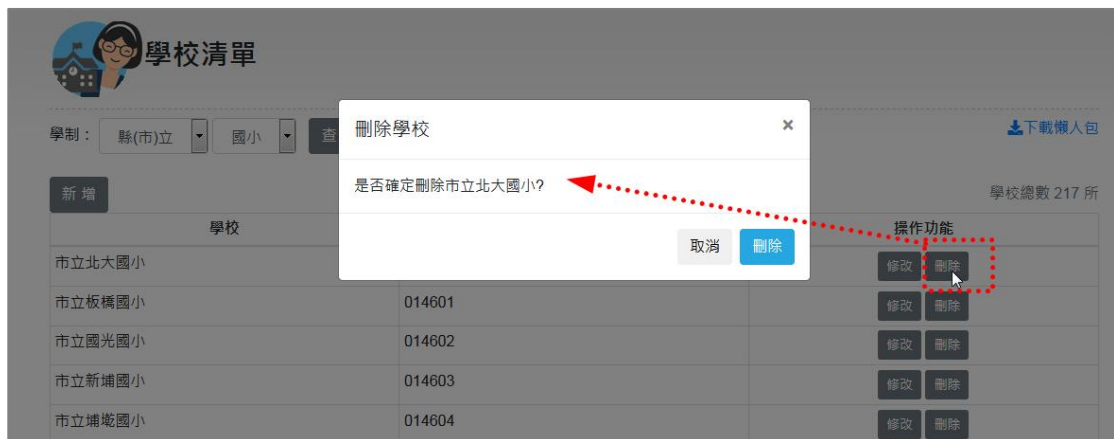 學校清單
學制： 縣(市)立 國小 查
下載懶人包
刪除學校 ×
是否確定刪除市立北大國小?
取消 刪除
新 增
學校總數 217 所
學校 操作功能
市立北大國小 修改 刪除
市立板橋國小 014601 修改 刪除
市立國光國小 014602 修改 刪除
市立新埔國小 014603 修改 刪除
市立埔墘國小 014604 修改 刪除